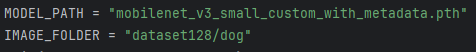 MODEL_PATH = "mobilenet_v3_small_custom_with_metadata.pth"
IMAGE_FOLDER = "dataset128/dog"